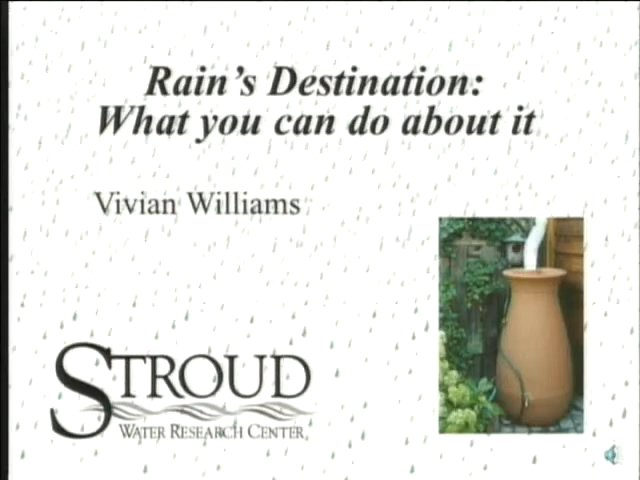 Rain's Destination:
What you can do about it
Vivian Williams
STROUD
WATER RESEARCH CENTER